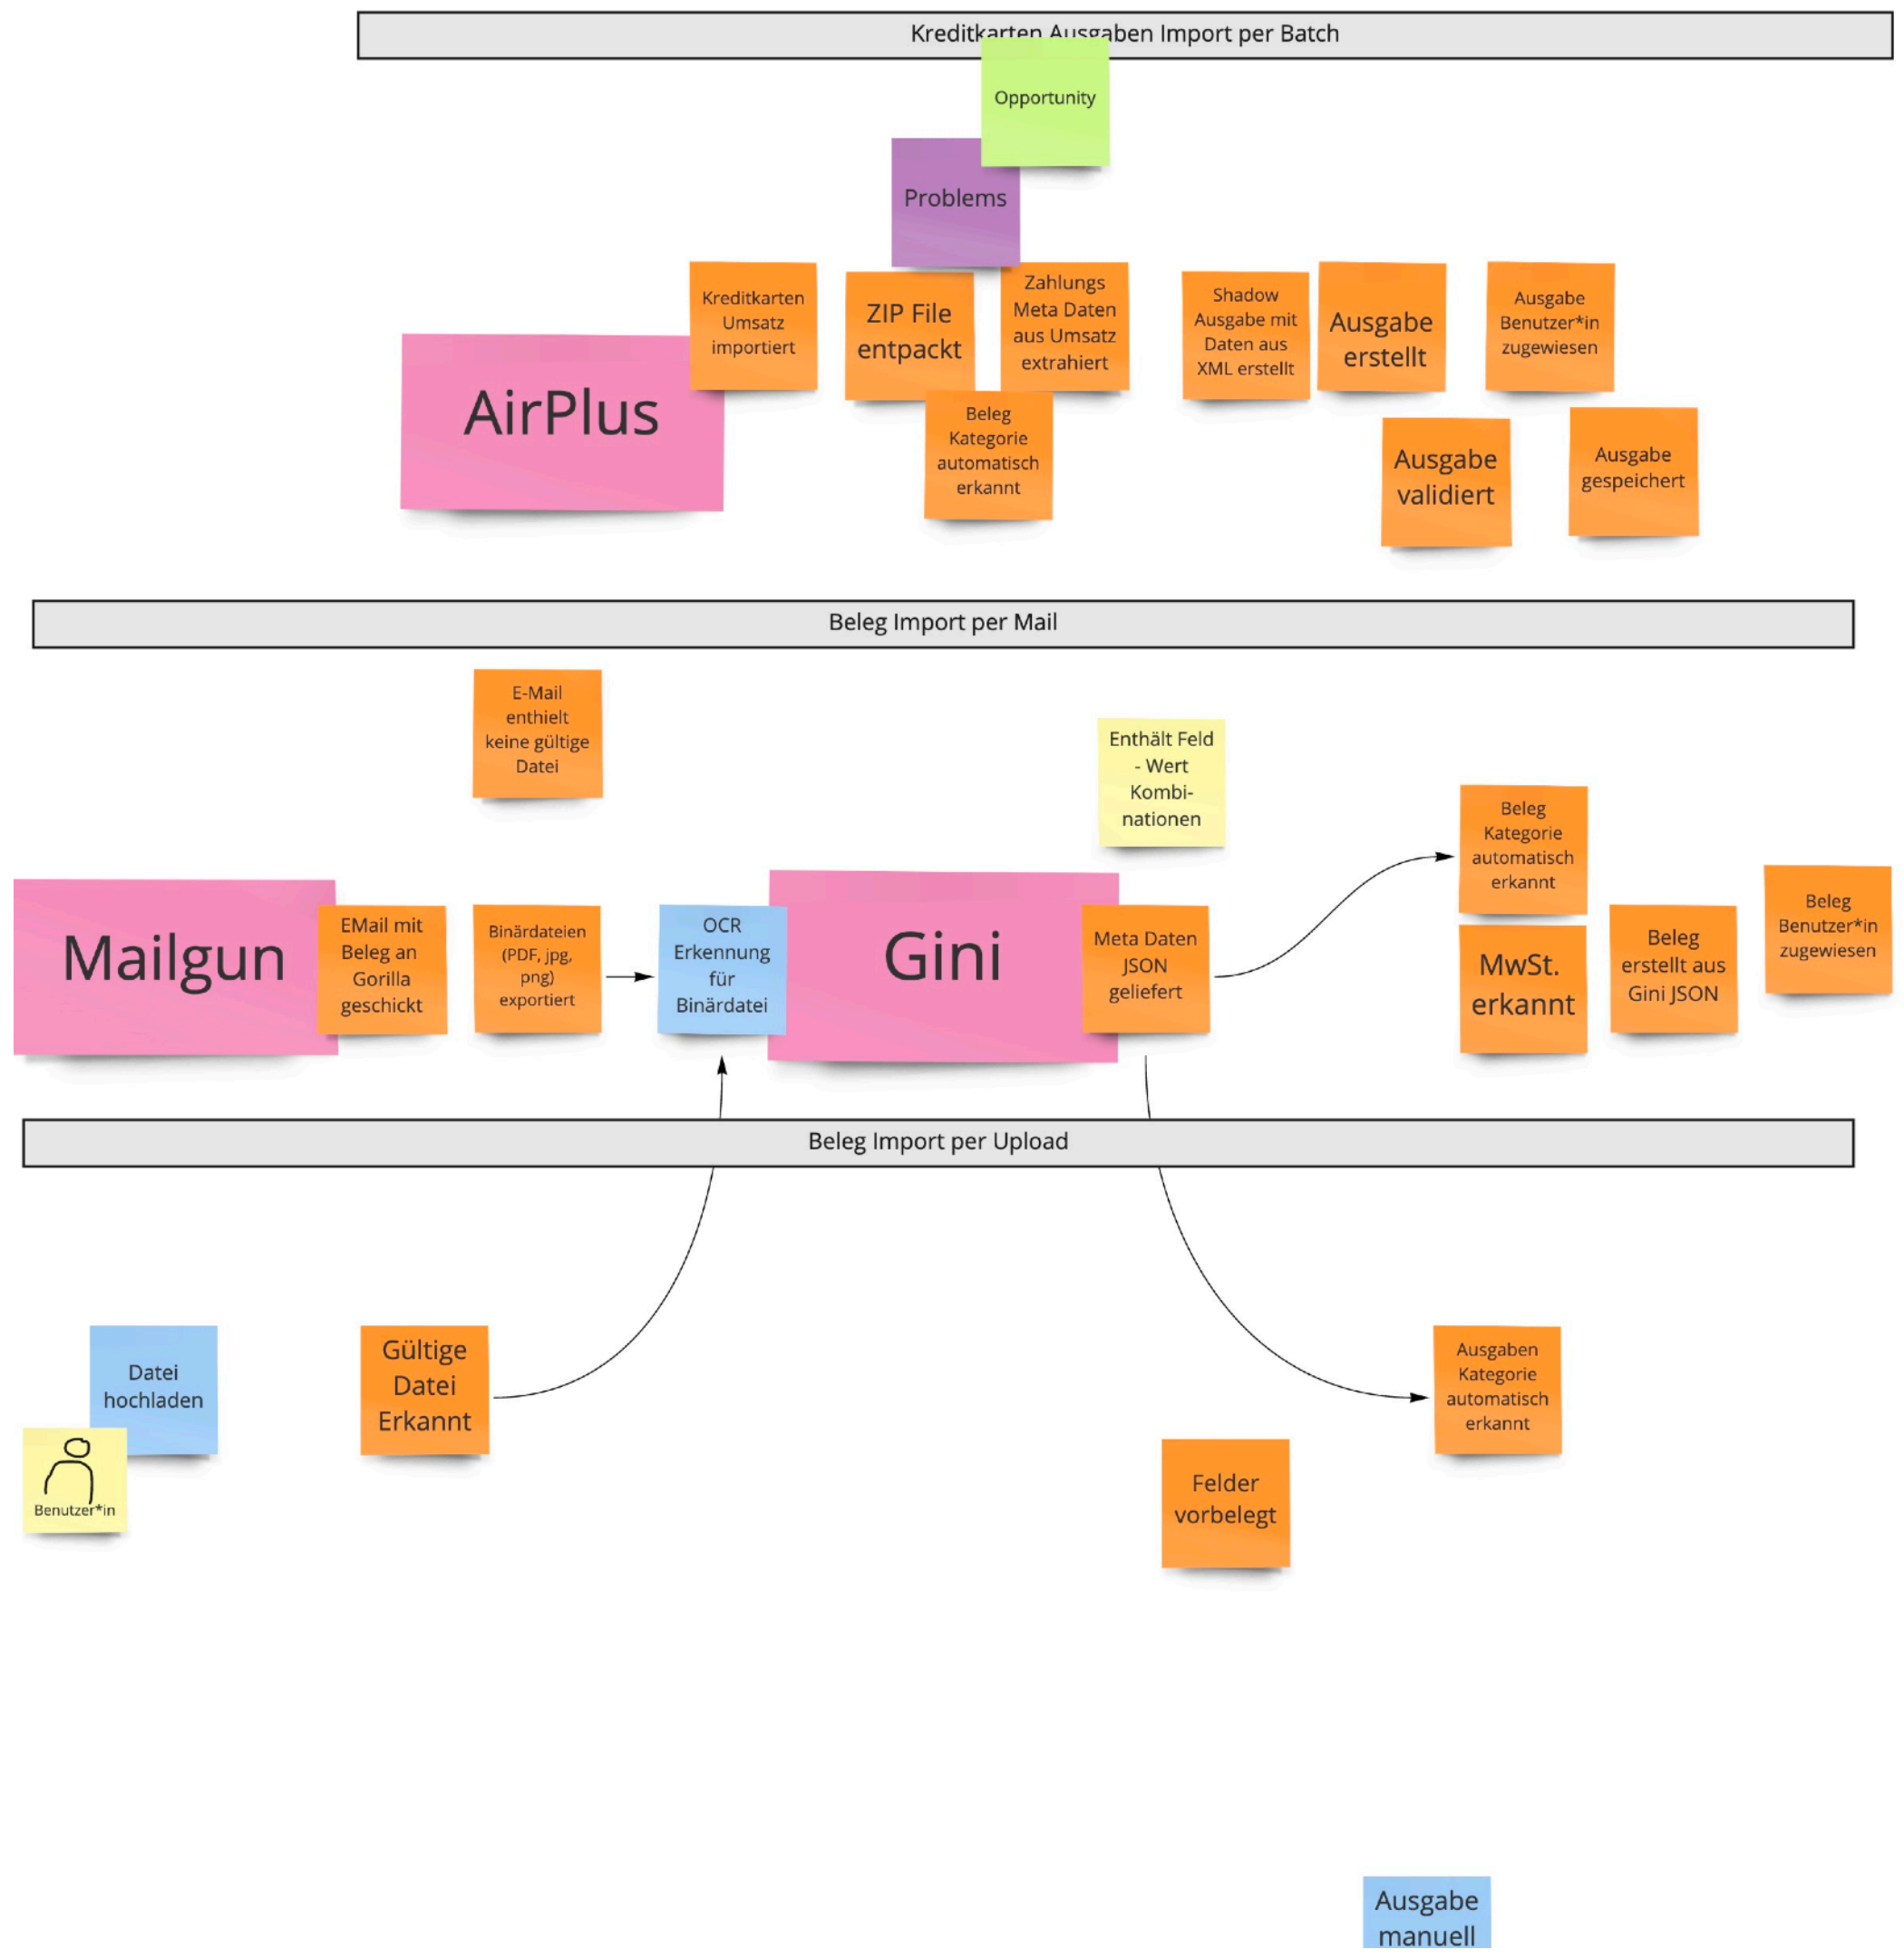 Kreditkarten Ausgaben Import per Batch
Opportunity
Problems
Kreditkarten
Umsatz
importiert
ZIP File
entpackt
Zahlungs
Meta Daten
aus Umsatz
extrahiert
Shadow
Ausgabe mit
Daten aus
XML erstellt
Ausgabe
erstellt
Ausgabe
Benutzer*in
zugewiesen
AirPlus
Beleg
Kategorie
automatisch
erkannt
Ausgabe
validiert
Ausgabe
gespeichert
Beleg Import per Mail
E-Mail
enthielt
keine gültige
Datei
Enthält Feld
- Wert
Kombi-
nationen
Beleg
Kategorie
automatisch
erkannt
Mailgun
EMail mit
Beleg an
Gorilla
geschickt
Binärdateien
(PDF, jpg,
png)
exportiert
OCR
Erkennung
für
Binärdatei
Gini
Meta Daten
JSON
geliefert
MwSt.
erkannt
Beleg
erstellt aus
Gini JSON
Beleg
Benutzer*in
zugewiesen
Beleg Import per Upload
Datei
hochladen
Benutzer*in
Gültige
Datei
Erkannt
Ausgaben
Kategorie
automatisch
erkannt
Felder
vorbelegt
Ausgabe
manuell